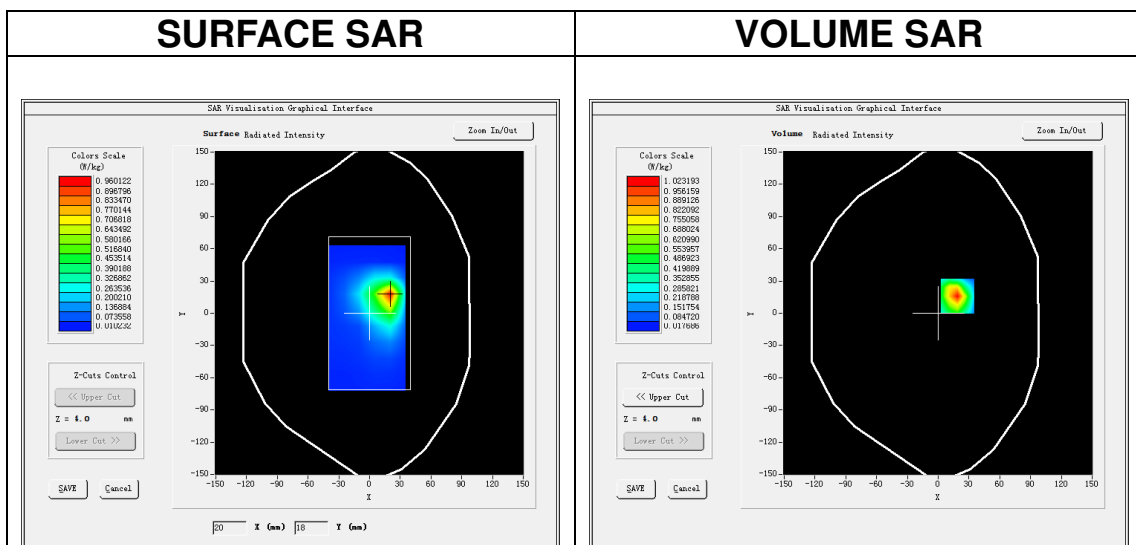 SURFACE SAR
SAR Visualisation Graphical Interface
Surface Radiated Intensity
Zoom In/Out
Colors Scale
(W/kg)
0.960122
0.896796
0.833470
0.770144
0.706818
0.643492
0.580166
0.516840
0.453514
0.390188
0.326862
0.263536
0.200210
0.136884
0.073558
0.010232
Z-Cuts Control
<< Upper Cut
Z = 4.0 mm
Lower Cut >>
SAVE Cancel
150
120
90
60
30
0
-30
-60
-90
-120
-150
Y
-150 -120 -90 -60 -30 0 30 60 90 120 150
X
20 X (mm) 18 Y (mm)
VOLUME SAR
SAR Visualisation Graphical Interface
Volume Radiated Intensity
Zoom In/Out
Colors Scale
(W/kg)
1.023193
0.956159
0.889126
0.822092
0.755058
0.688024
0.620990
0.553957
0.486923
0.419889
0.352855
0.285821
0.218788
0.151754
0.084720
0.017686
Z-Cuts Control
<< Upper Cut
Z = 4.0 mm
Lower Cut >>
SAVE Cancel
150
120
90
60
30
0
-30
-60
-90
-120
-150
Y
-150 -120 -90 -60 -30 0 30 60 90 120 150
X